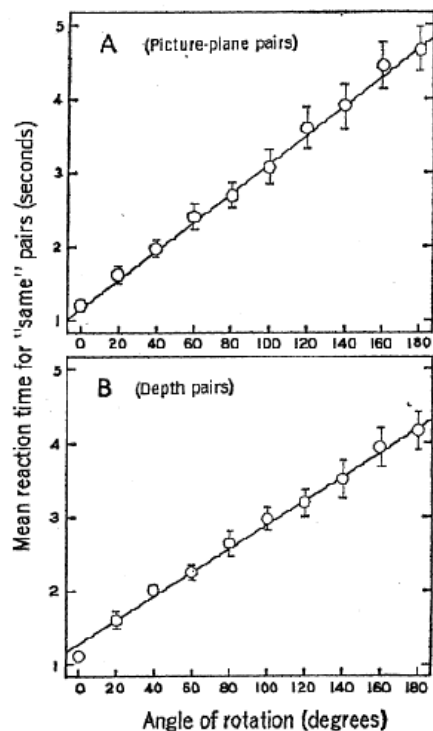 Mean reaction time for "same" pairs (seconds)
A (Picture-plane pairs)
5
4
3
2
1
0 20 40 60 80 100 120 140 160 180
B (Depth pairs)
5
4
3
2
1
0 20 40 60 80 100 120 140 160 180
Angle of rotation (degrees)